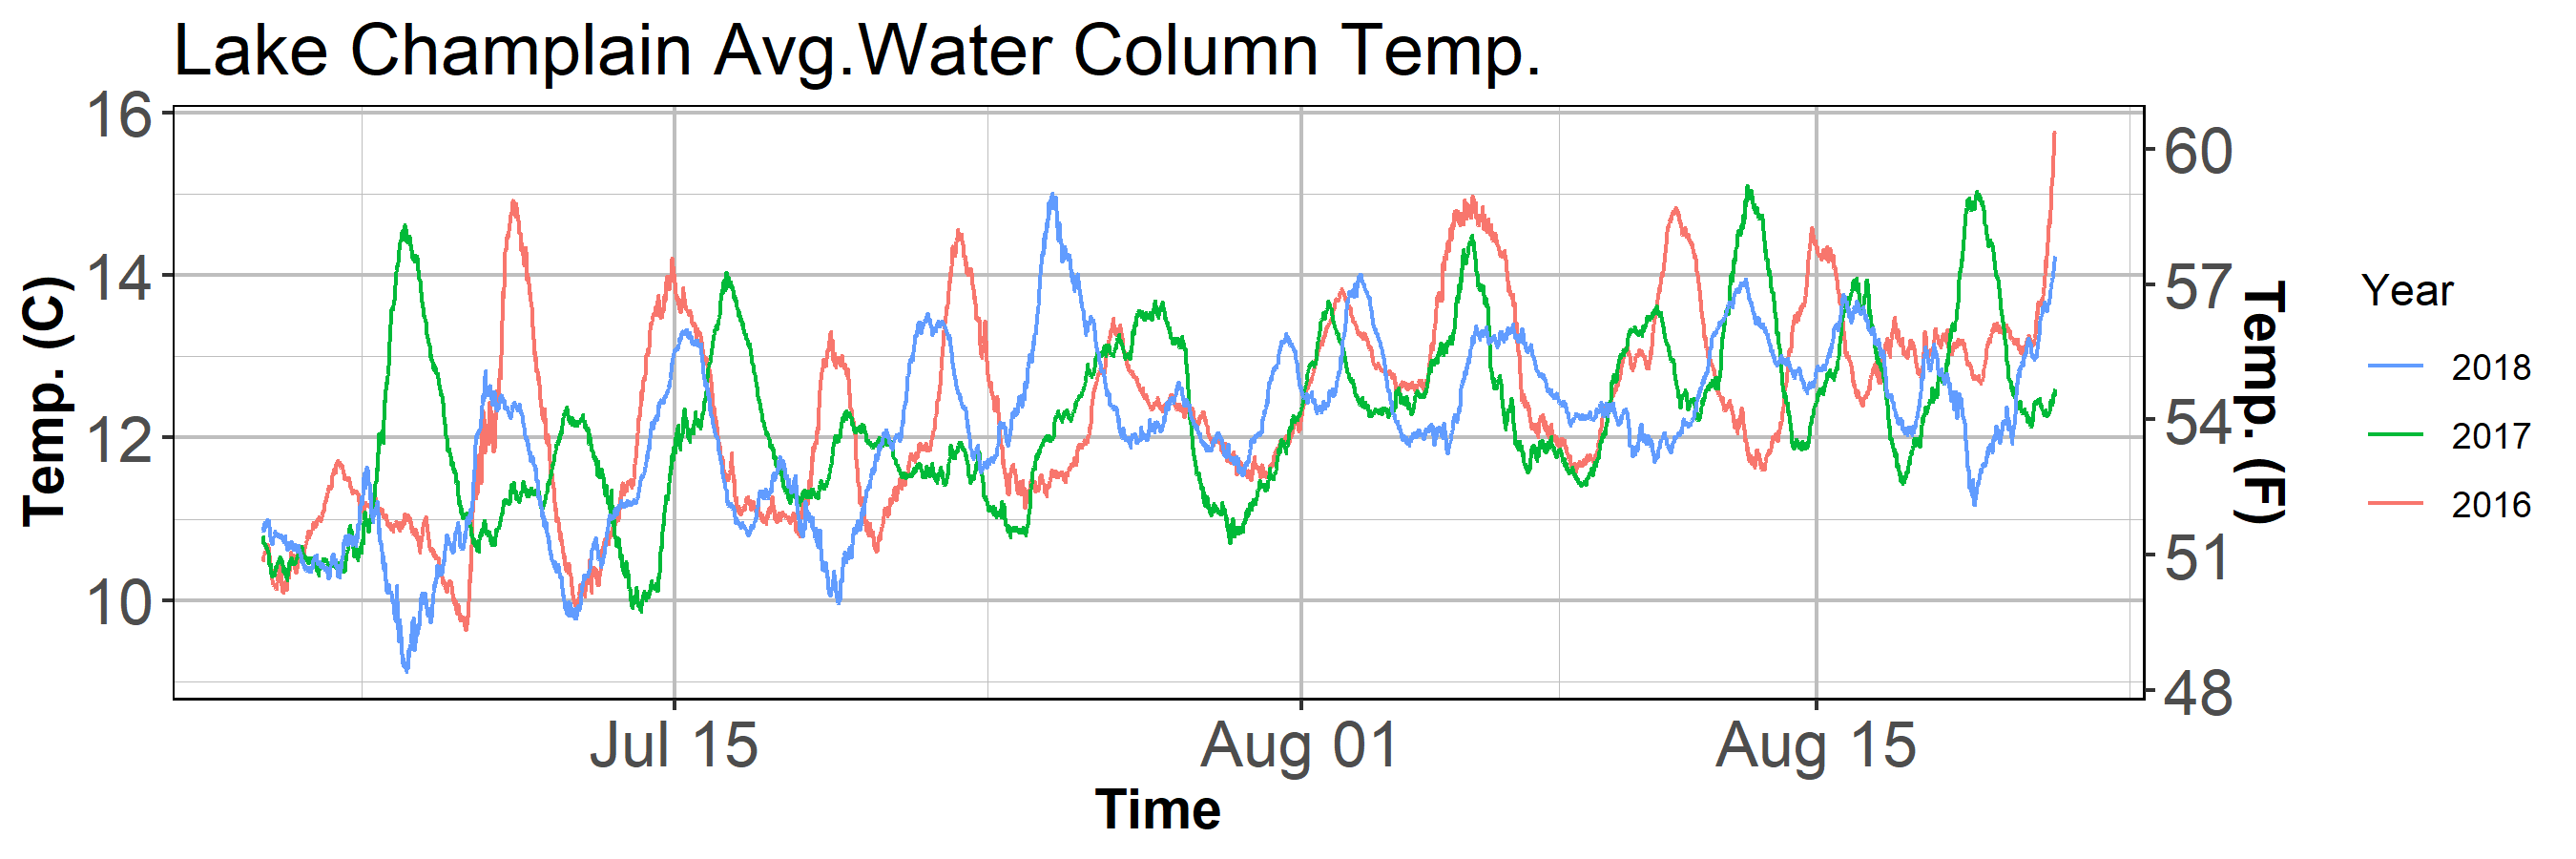 Lake Champlain Avg.Water Column Temp.
16
14
12
10
Temp. (C)
60
57
54
51
48
Temp. (F)
Jul 15
Aug 01
Aug 15
Time
Year
2018
2017
2016